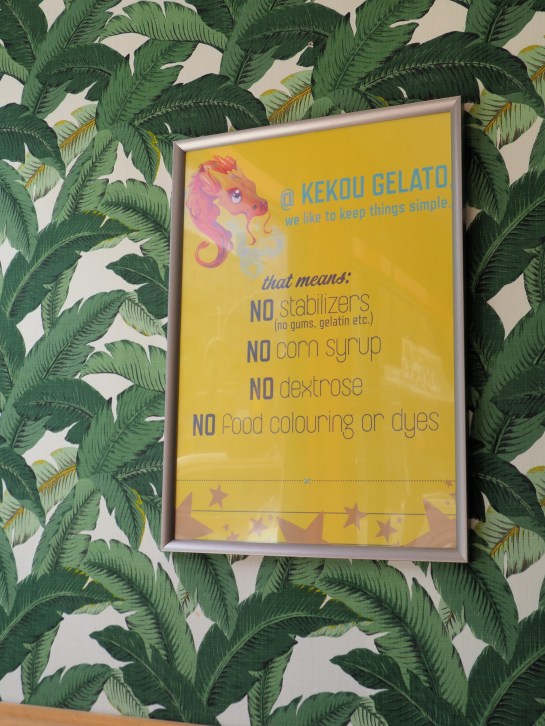 @ KEKOU GELATO,
we like to keep things simple.
that means:
NO stabilizers
(no gums, gelatin etc.)
NO corn syrup
NO dextrose
NO food colouring or dyes